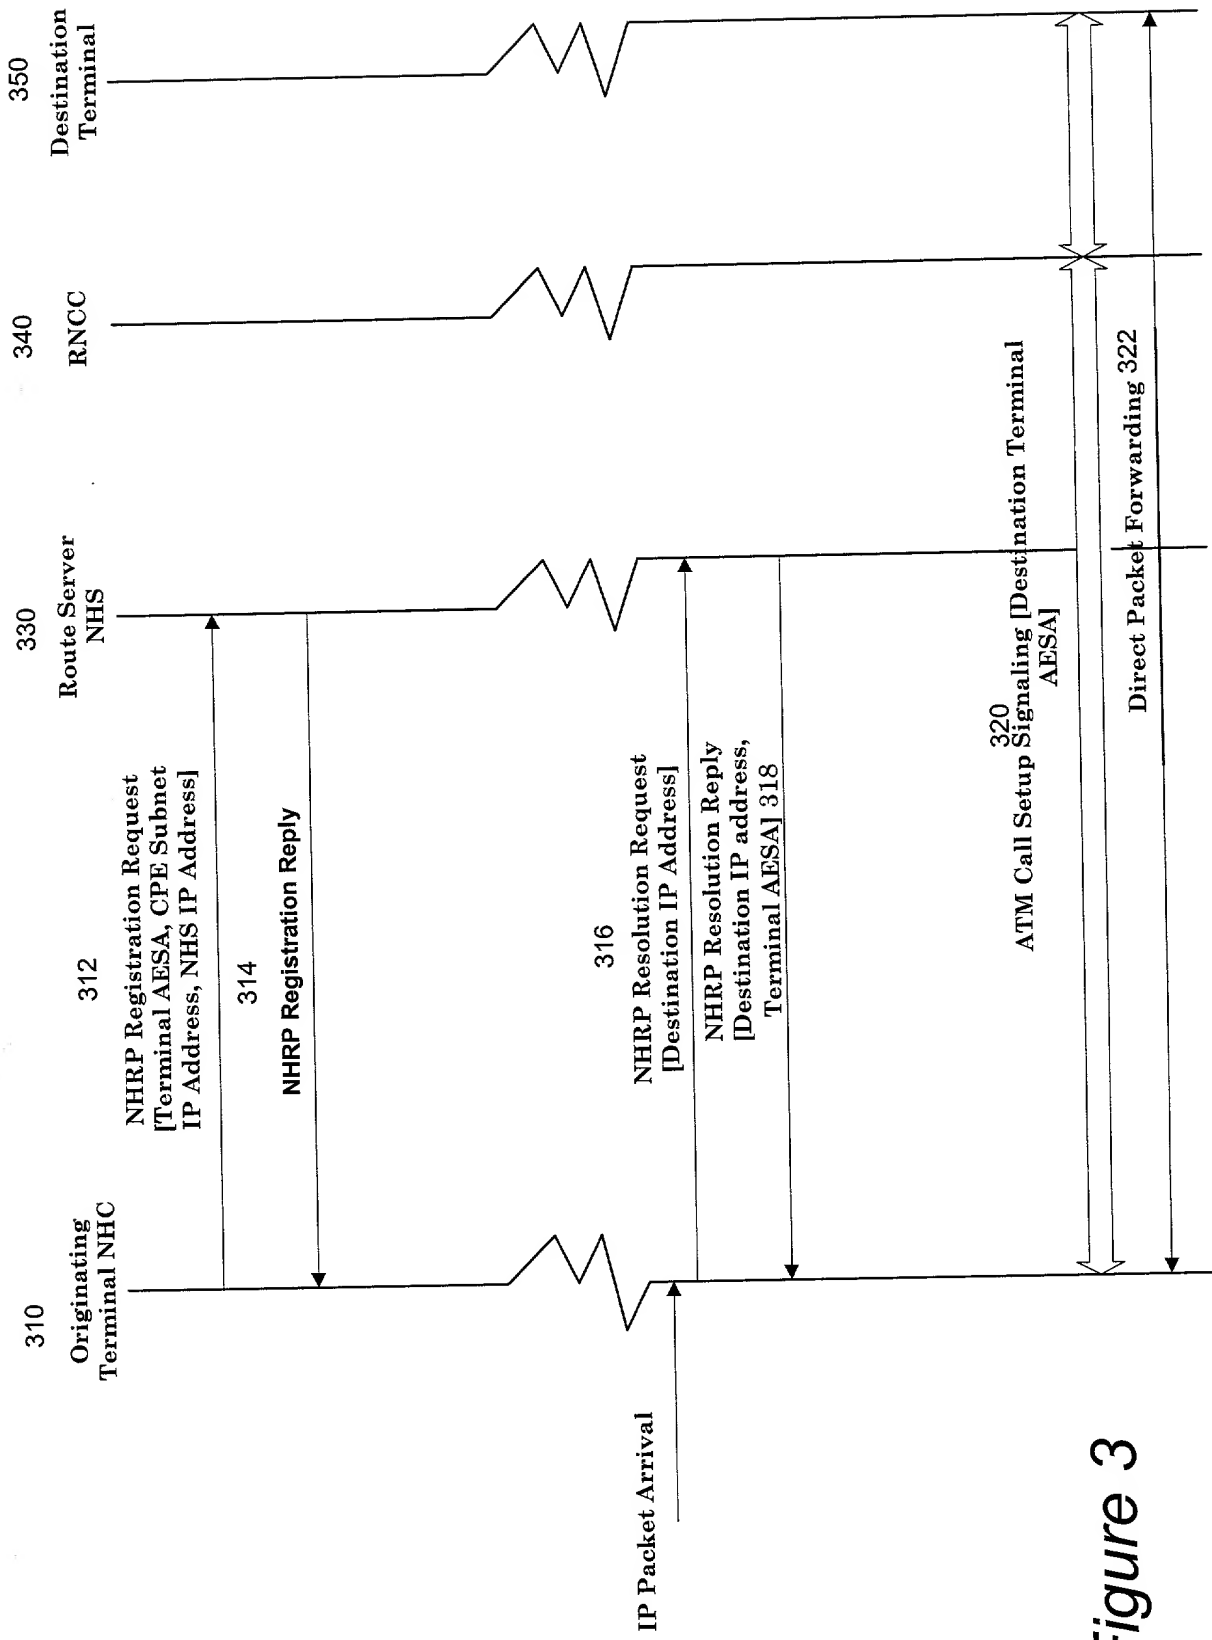 310
Originating
Terminal NHC
330
Route Server
NHS
340
RNCC
350
Destination
Terminal
312
NHRP Registration Request
[Terminal AESA, CPE Subnet
IP Address, NHS IP Address]
314
NHRP Registration Reply
IP Packet Arrival
316
NHRP Resolution Request
[Destination IP Address]
NHRP Resolution Reply
[Destination IP address,
Terminal AESA] 318
320
ATM Call Setup Signaling [Destination Terminal
AESA]
Direct Packet Forwarding 322
Figure 3